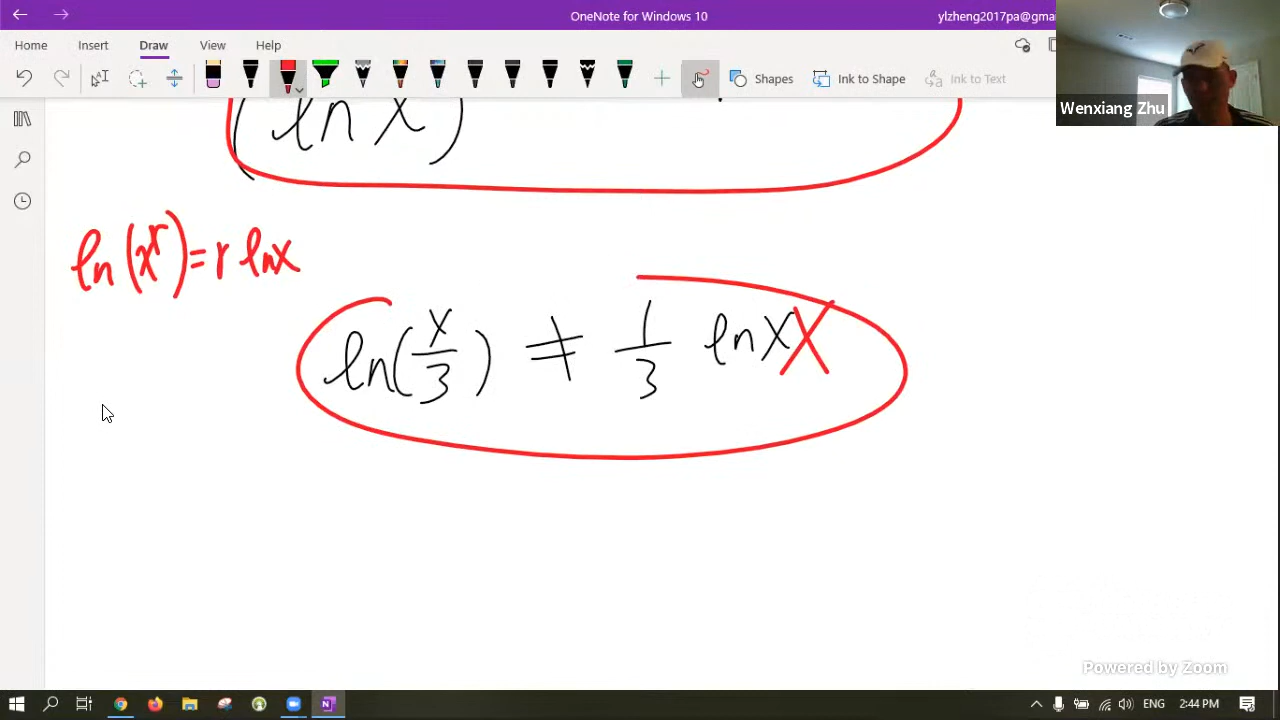 OneNote for Windows 10
ylzheng2017pa@gma
Home Insert Draw View Help
Shapes Ink to Shape Ink to Text
Wenxiang Zhu
(ln x)
ln(x^r) = r ln x
ln(x/3) ≠ 1/3 ln x X
Powered by Zoom
ENG 2:44 PM